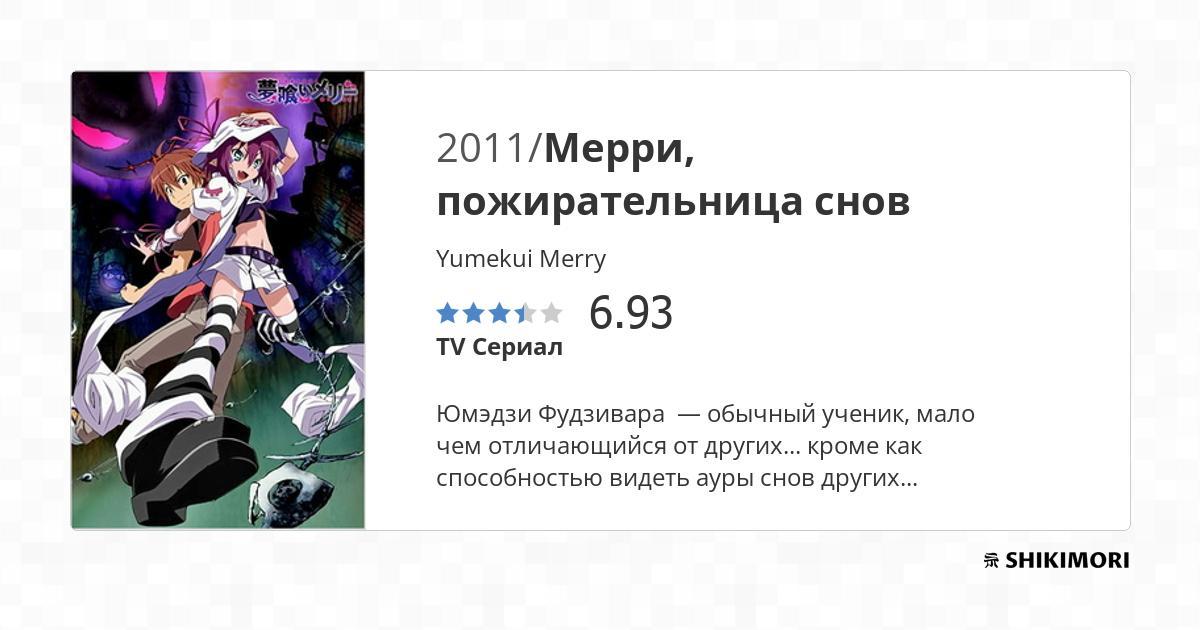 夢喰いメリー
2011/Мерри,
пожирательница снов
Yumekui Merry
6.93
TV Сериал
Юмэдзи Фудзивара — обычный ученик, мало
чем отличающийся от других... кроме как
способностью видеть ауры снов других...
SHIKIMORI